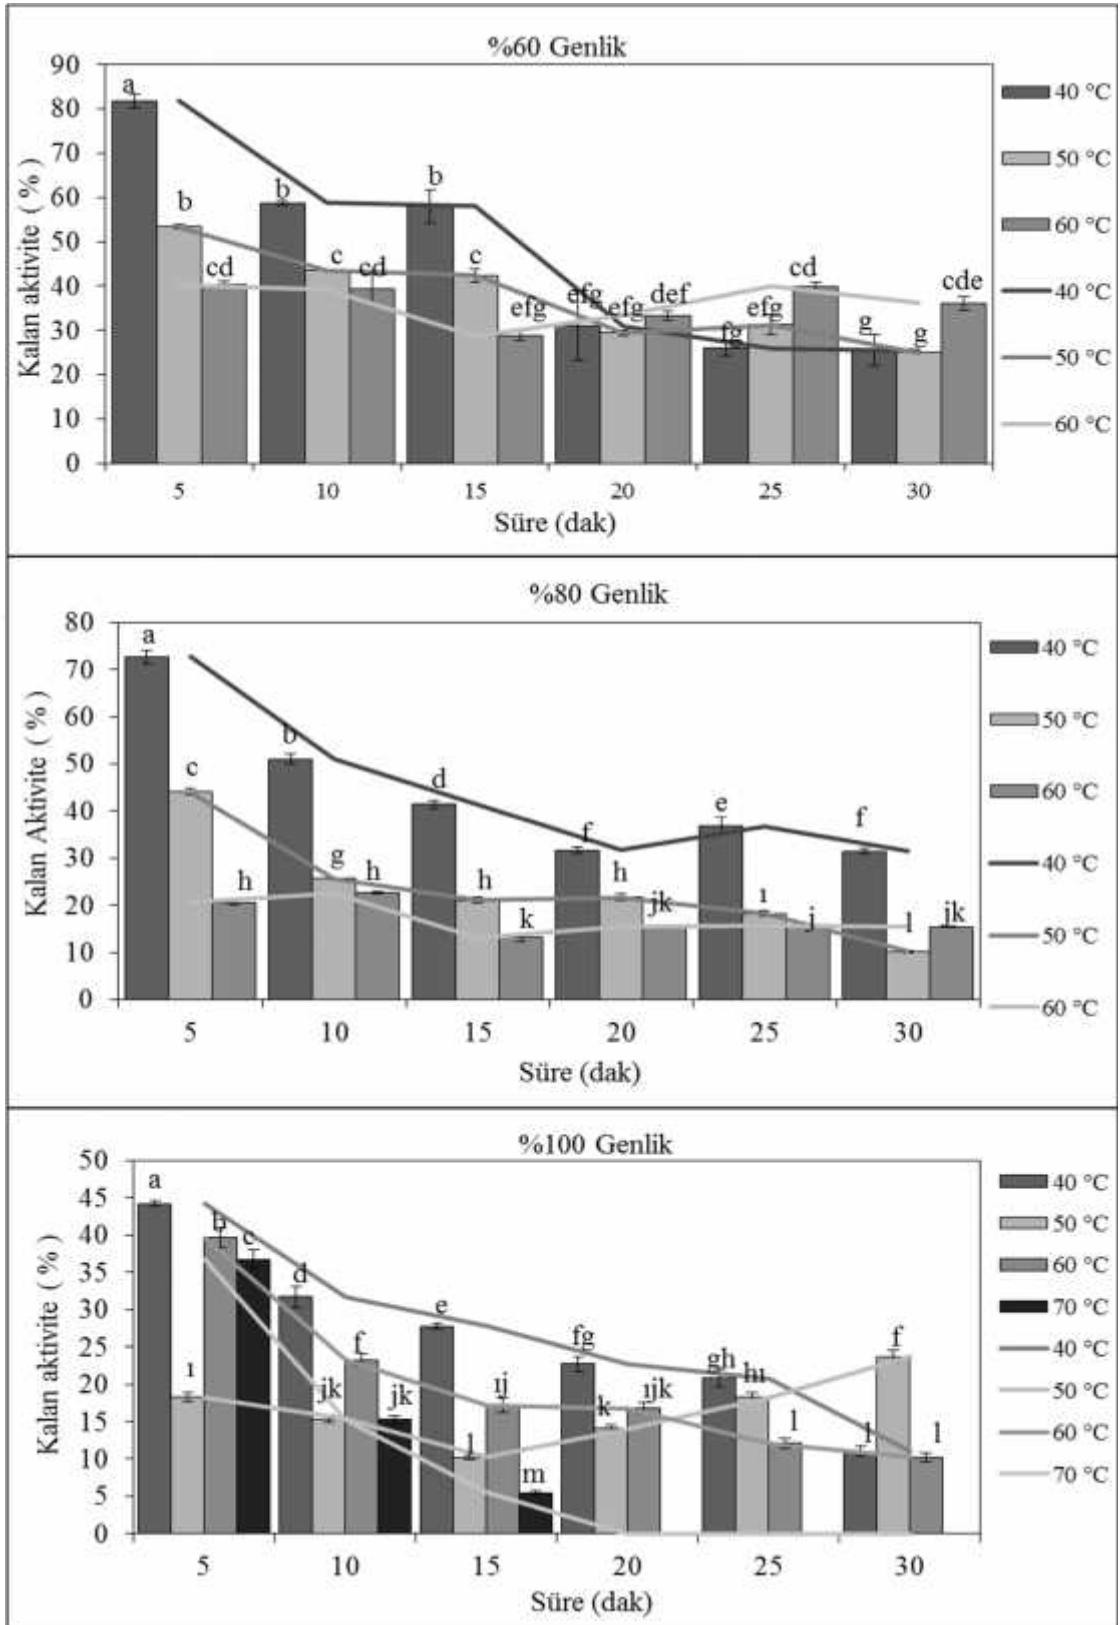 %60 Genlik
Kalan aktivite ( % )
90
80
70
60
50
40
30
20
10
0
a
b
cd
b
c
cd
b
c
efg
efg
efg
def
fg
efg
cd
g
g
cde
5 10 15 20 25 30
Süre (dak)
40 °C
50 °C
60 °C
40 °C
50 °C
60 °C
%80 Genlik
Kalan Aktivite ( % )
80
70
60
50
40
30
20
10
0
a
c
h
b
g
h
d
h
k
f
h
jk
e
ı
j
f
l
jk
5 10 15 20 25 30
Süre (dak)
40 °C
50 °C
60 °C
40 °C
50 °C
60 °C
%100 Genlik
Kalan aktivite ( % )
50
45
40
35
30
25
20
15
10
5
0
a
ı
b
c
d
jk
f
jk
e
l
ıj
m
fg
k
ıjk
gh
hı
l
l
f
l
5 10 15 20 25 30
Süre (dak)
40 °C
50 °C
60 °C
70 °C
40 °C
50 °C
60 °C
70 °C